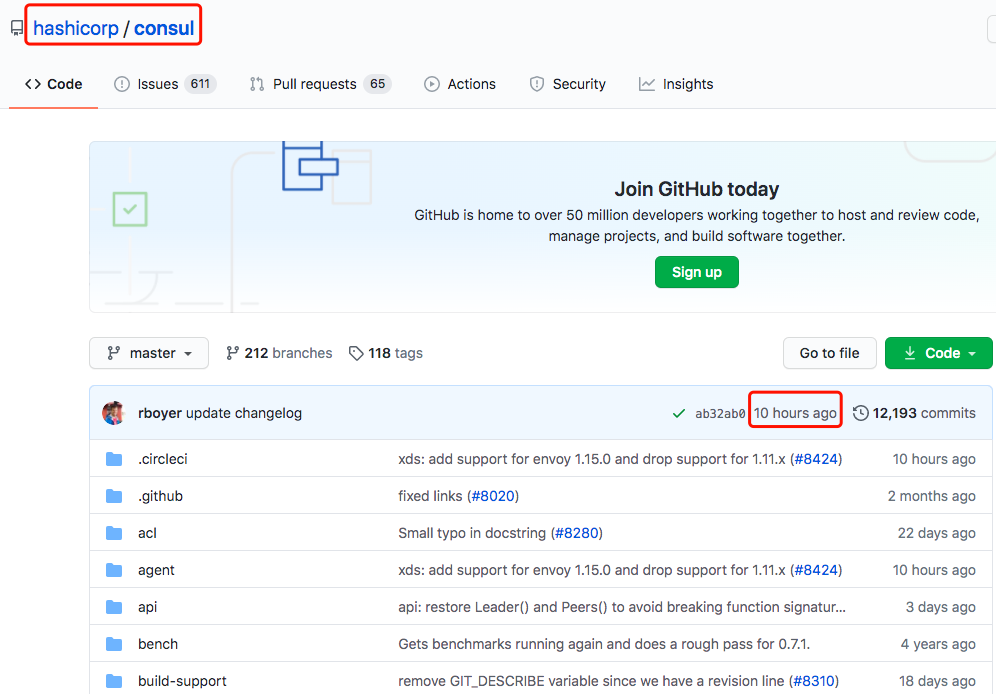 hashicorp / consul
Code Issues 611 Pull requests 65 Actions Security Insights
Join GitHub today
GitHub is home to over 50 million developers working together to host and review code,
manage projects, and build software together.
Sign up
master 212 branches 118 tags Go to file Code
rboyer update changelog ab32ab0 10 hours ago 12,193 commits
.circleci xds: add support for envoy 1.15.0 and drop support for 1.11.x (#8424) 10 hours ago
.github fixed links (#8020) 2 months ago
acl Small typo in docstring (#8280) 22 days ago
agent xds: add support for envoy 1.15.0 and drop support for 1.11.x (#8424) 10 hours ago
api api: restore Leader() and Peers() to avoid breaking function signatur... 3 days ago
bench Gets benchmarks running again and does a rough pass for 0.7.1. 4 years ago
build-support remove GIT_DESCRIBE variable since we have a revision line (#8310) 18 days ago